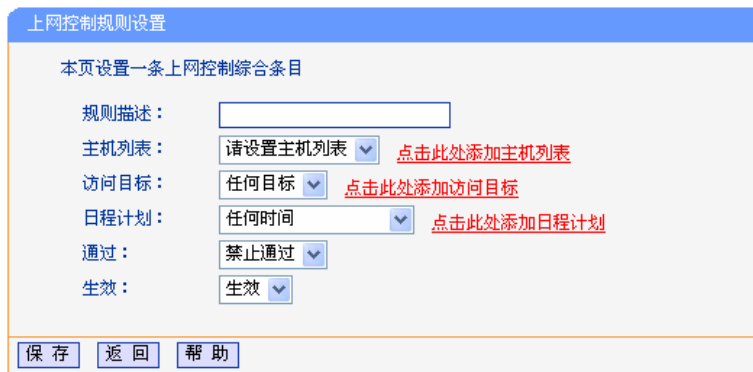 上网控制规则设置
本页设置一条上网控制综合条目
规则描述：
主机列表： 请设置主机列表 点击此处添加主机列表
访问目标： 任何目标 点击此处添加访问目标
日程计划： 任何时间 点击此处添加日程计划
通过： 禁止通过
生效： 生效
保 存 返 回 帮 助